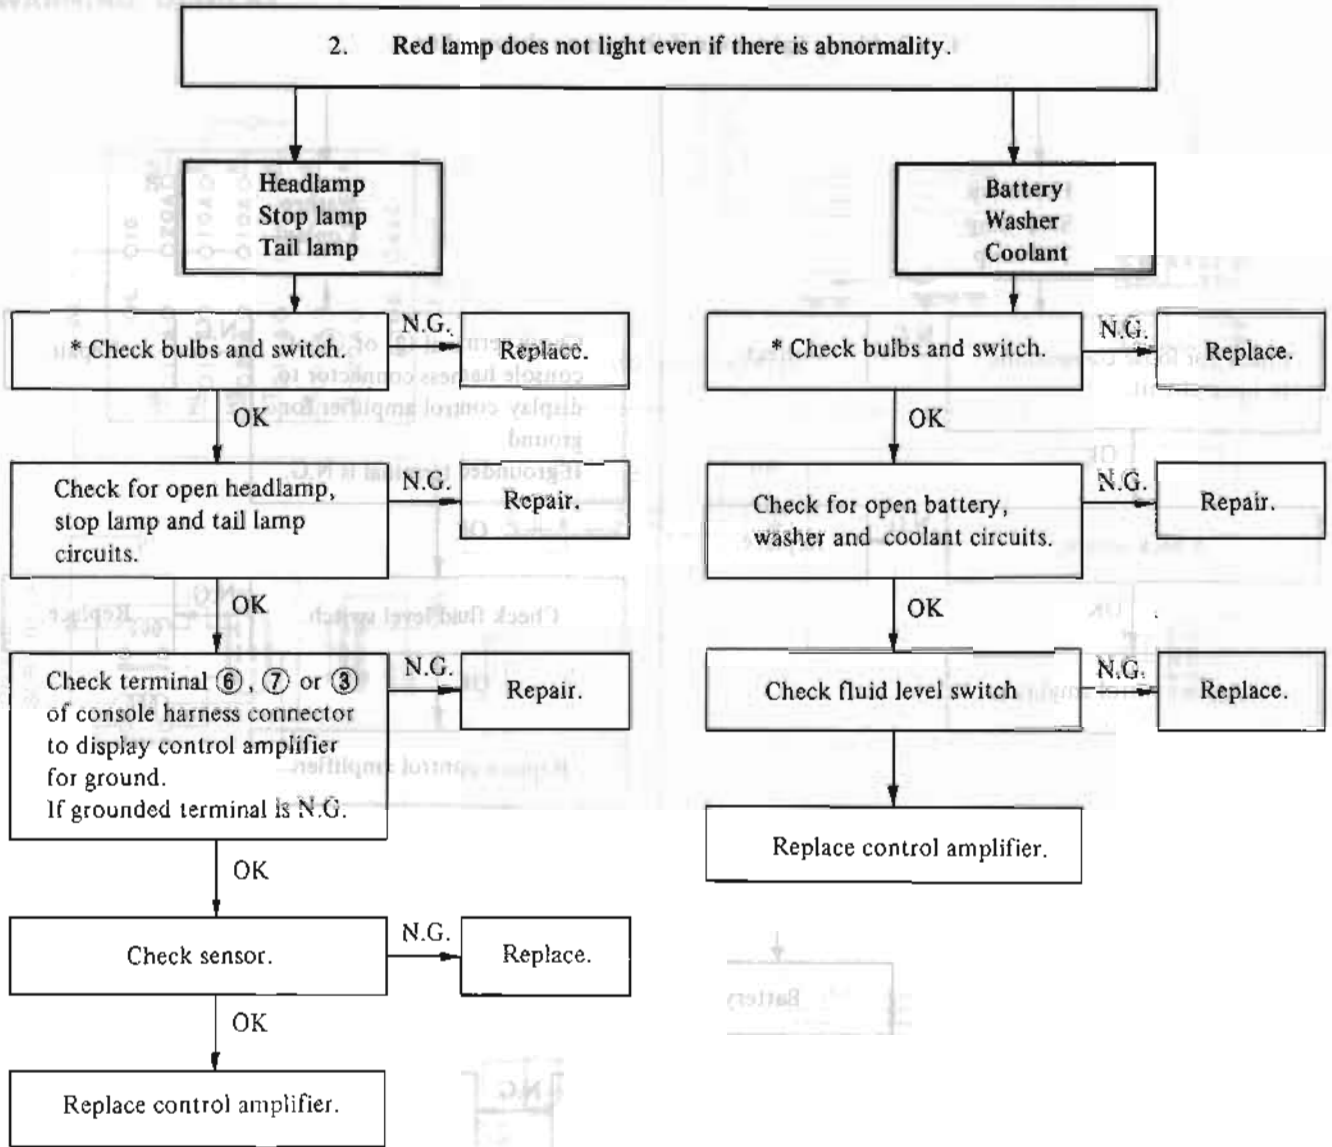 2. Red lamp does not light even if there is abnormality.
Headlamp
Stop lamp
Tail lamp
* Check bulbs and switch.
N.G.
Replace.
OK
Check for open headlamp,
stop lamp and tail lamp
circuits.
N.G.
Repair.
OK
Check terminal ⑥, ⑦ or ③
of console harness connector
to display control amplifier
for ground.
If grounded terminal is N.G.
N.G.
Repair.
OK
Check sensor.
N.G.
Replace.
OK
Replace control amplifier.
Battery
Washer
Coolant
* Check bulbs and switch.
N.G.
Replace.
OK
Check for open battery,
washer and coolant circuits.
N.G.
Repair.
OK
Check fluid level switch
N.G.
Replace.
Replace control amplifier.